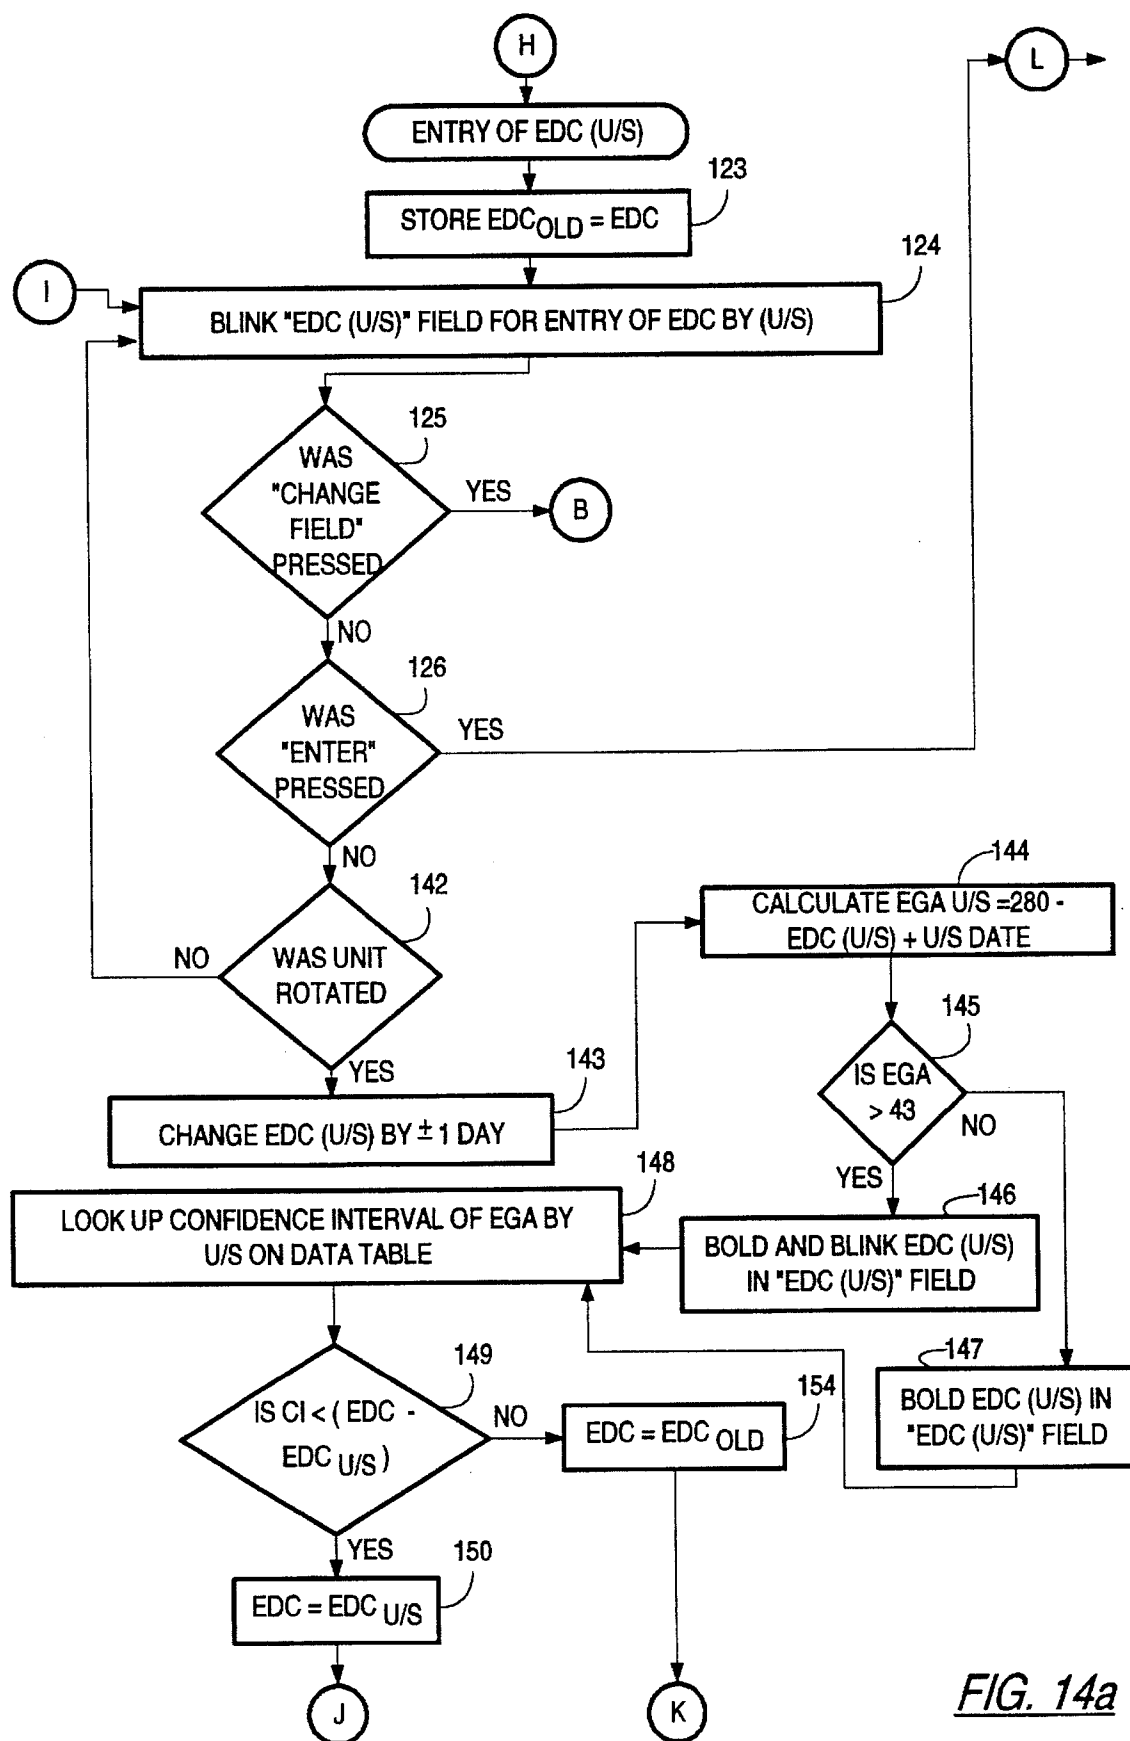 H
L
ENTRY OF EDC (U/S)
123
STORE EDC OLD = EDC
124
I
BLINK "EDC (U/S)" FIELD FOR ENTRY OF EDC BY (U/S)
125
WAS
"CHANGE
FIELD"
PRESSED
YES
B
NO
126
WAS
"ENTER"
PRESSED
YES
NO
142
WAS UNIT
ROTATED
NO
YES
143
CHANGE EDC (U/S) BY ± 1 DAY
144
CALCULATE EGA U/S =280 -
EDC (U/S) + U/S DATE
145
IS EGA
> 43
NO
YES
146
BOLD AND BLINK EDC (U/S)
IN "EDC (U/S)" FIELD
147
BOLD EDC (U/S) IN
"EDC (U/S)" FIELD
148
LOOK UP CONFIDENCE INTERVAL OF EGA BY
U/S ON DATA TABLE
149
IS CI < ( EDC -
EDC U/S )
NO
154
EDC = EDC OLD
YES
150
EDC = EDC U/S
J
K
FIG. 14a